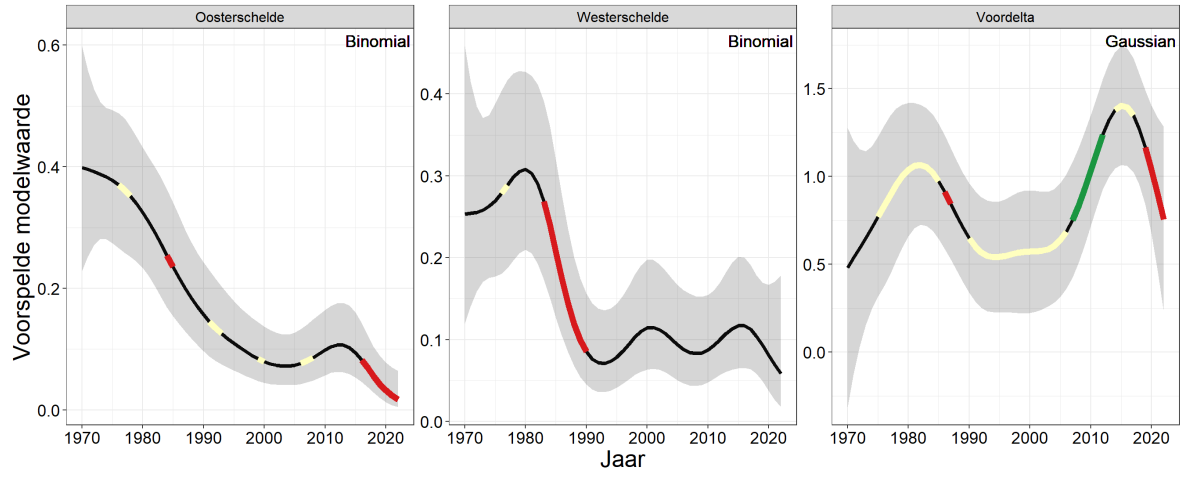 Oosterschelde Westerschelde Voordelta
Binomial Binomial Gaussian
Voorspelde modelwaarde
0.6
0.4
0.2
0.0
0.4
0.3
0.2
0.1
0.0
1.5
1.0
0.5
0.0
1970 1980 1990 2000 2010 2020 1970 1980 1990 2000 2010 2020 1970 1980 1990 2000 2010 2020
Jaar